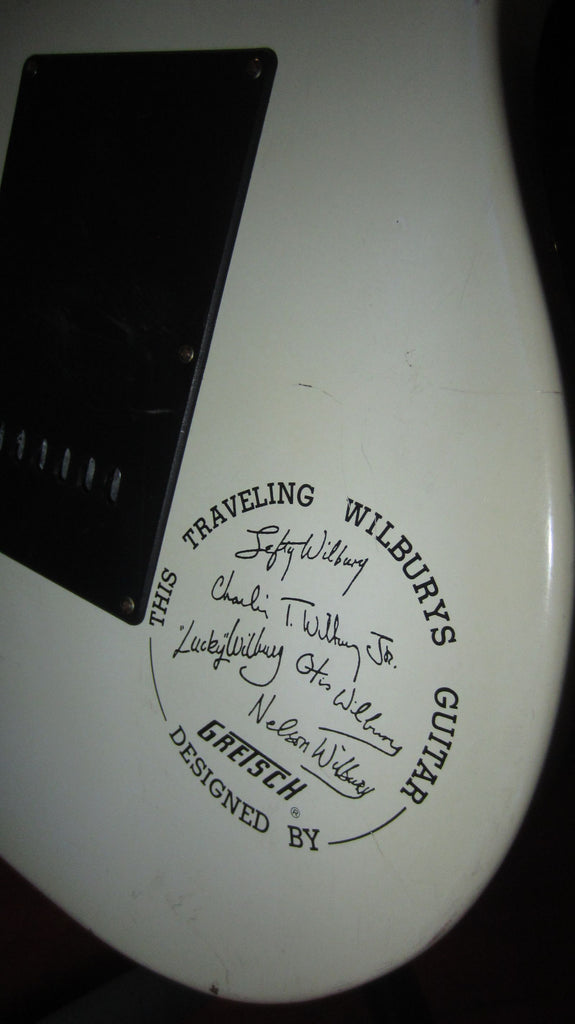 THIS TRAVELING WILBURYS GUITAR
Lefty Wilbury
Charlie T. Wilbury Jr.
"Lucky" Wilbury Otis Wilbury
Nelson Wilbury
GRETSCH ®
DESIGNED BY